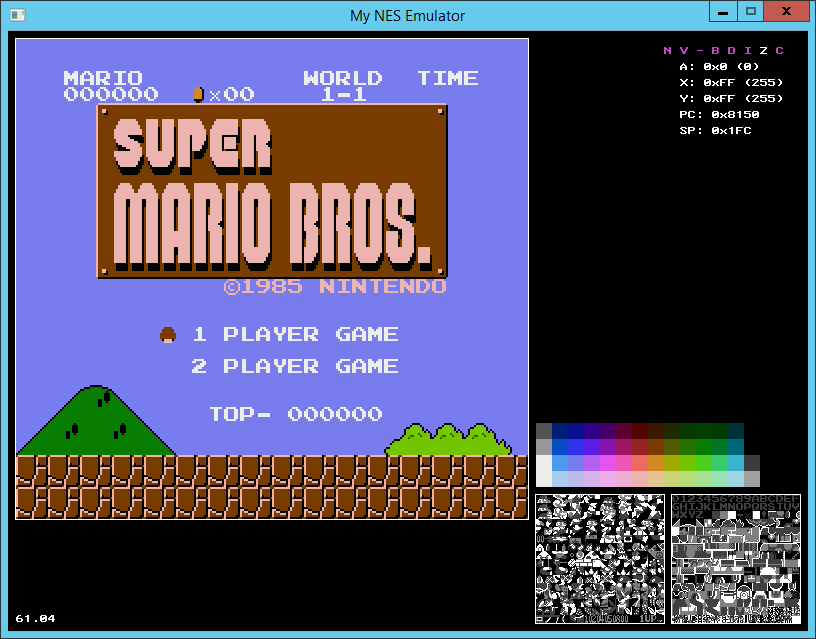 My NES Emulator
MARIO WORLD TIME
000000 ×00 1-1
SUPER
MARIO BROS.
©1985 NINTENDO
1 PLAYER GAME
2 PLAYER GAME
TOP- 000000
N V - B D I Z C
A: 0x0 (0)
X: 0xFF (255)
Y: 0xFF (255)
PC: 0x8150
SP: 0x1FC
0123456789ABCDEF
GHIJKLMNOPQRSTUV
WXYZ
61.04